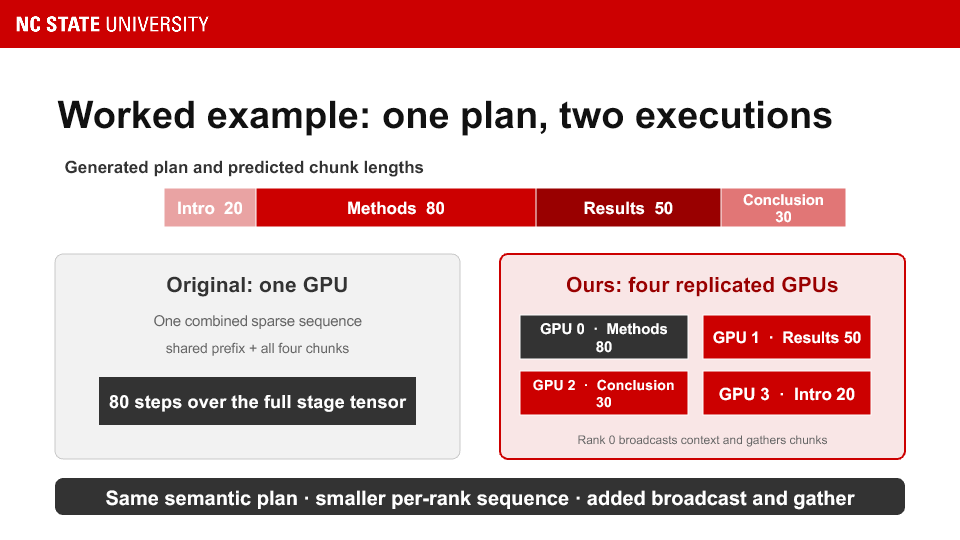 NC STATE UNIVERSITY
Worked example: one plan, two executions
Generated plan and predicted chunk lengths
Intro 20
Methods 80
Results 50
Conclusion
30
Original: one GPU
One combined sparse sequence
shared prefix + all four chunks
80 steps over the full stage tensor
Ours: four replicated GPUs
GPU 0 · Methods
80
GPU 1 · Results 50
GPU 2 · Conclusion
30
GPU 3 · Intro 20
Rank 0 broadcasts context and gathers chunks
Same semantic plan · smaller per-rank sequence · added broadcast and gather